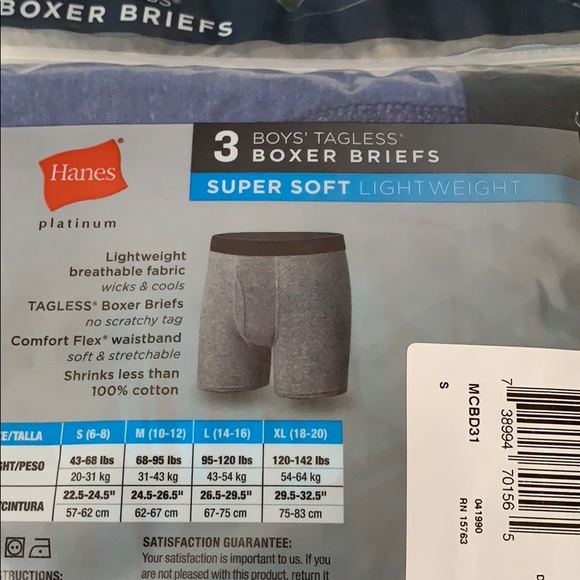 BOXER BRIEFS
Hanes
platinum
3 BOYS' TAGLESS®
BOXER BRIEFS
SUPER SOFT LIGHTWEIGHT
Lightweight
breathable fabric
wicks & cools
TAGLESS® Boxer Briefs
no scratchy tag
Comfort Flex® waistband
soft & stretchable
Shrinks less than
100% cotton
E/TALLA S (6-8) M (10-12) L (14-16) XL (18-20)
GHT/PESO 43-68 lbs 68-95 lbs 95-120 lbs 120-142 lbs
20-31 kg 31-43 kg 43-54 kg 54-64 kg
CINTURA 22.5-24.5" 24.5-26.5" 26.5-29.5" 29.5-32.5"
57-62 cm 62-67 cm 67-75 cm 75-83 cm
SATISFACTION GUARANTEE:
Your satisfaction is important to us. If you
are not pleased with this product, return it
TRUCTIONS:
7 38994 70156 5
MCBD31
S
041990
RN 15763